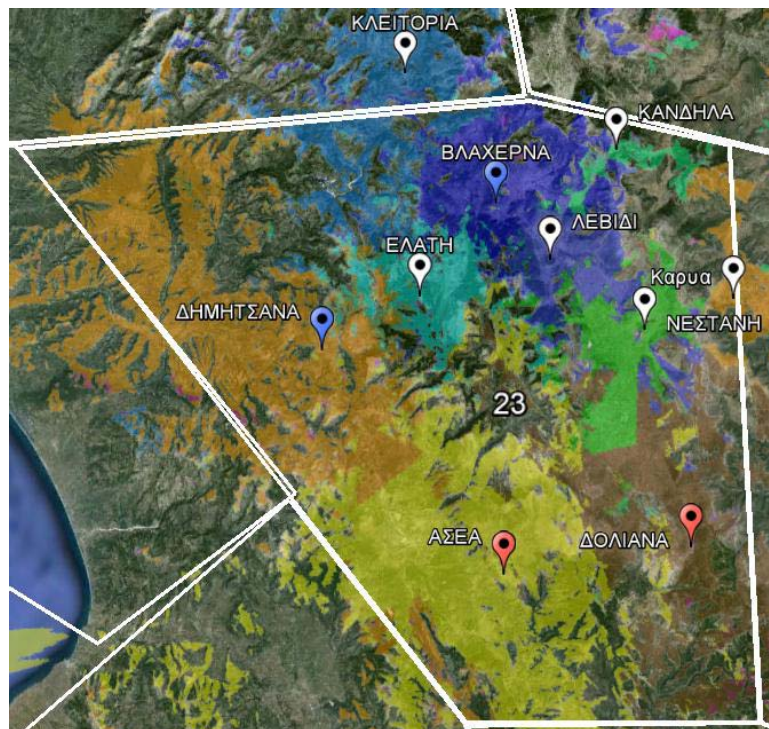 ΚΛΕΙΤΟΡΙΑ
ΚΑΝΔΗΛΑ
ΒΛΑΧΕΡΝΑ
ΛΕΒΙΔΙ
ΕΛΑΤΗ
Καρυα
ΔΗΜΗΤΣΑΝΑ
ΝΕΣΤΑΝΗ
23
ΑΣΕΑ
ΔΟΛΙΑΝΑ